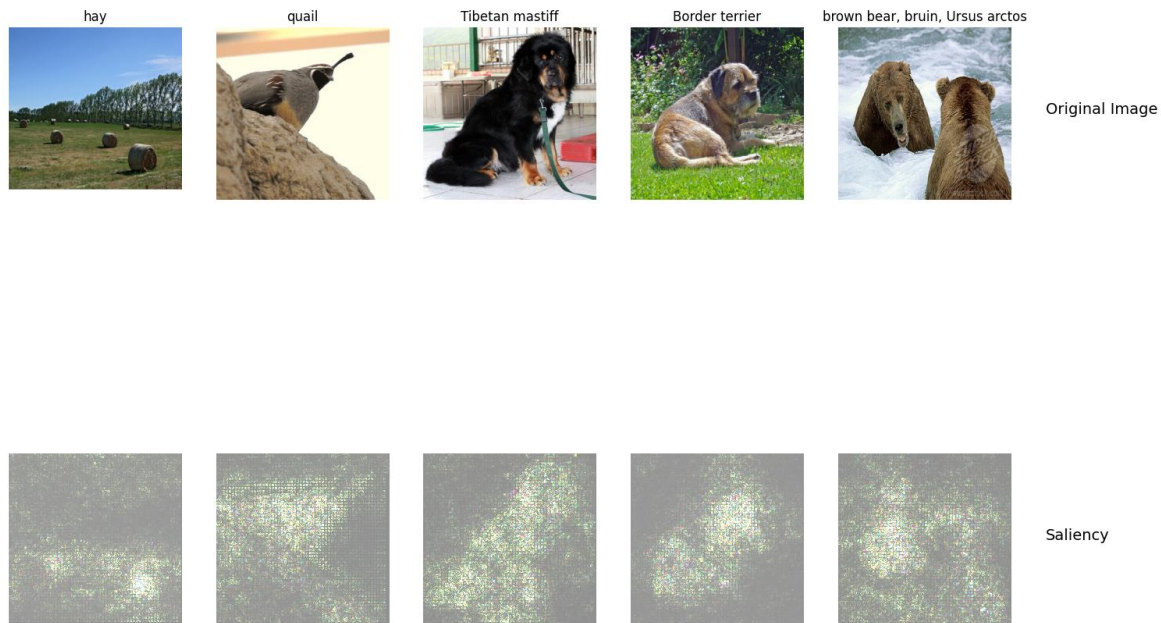 hay
quail
Tibetan mastiff
Border terrier
brown bear, bruin, Ursus arctos
Original Image
Saliency